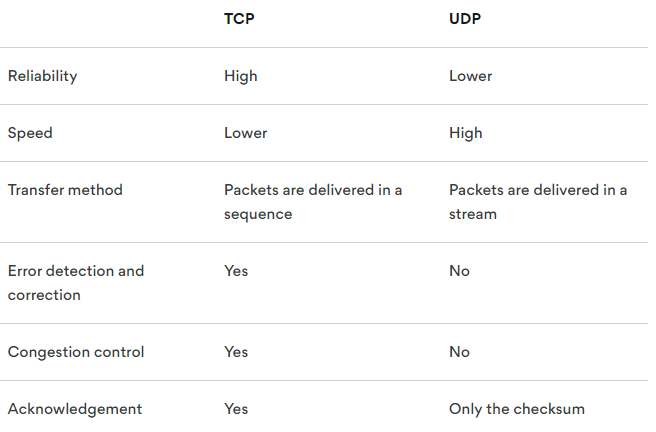 TCP UDP
Reliability High Lower
Speed Lower High
Transfer method Packets are delivered in a Packets are delivered in a
sequence stream
Error detection and Yes No
correction
Congestion control Yes No
Acknowledgement Yes Only the checksum